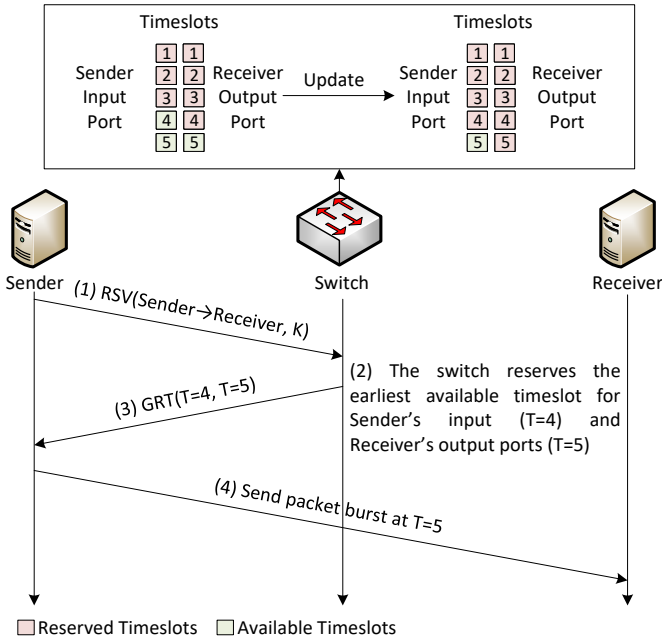 Timeslots Timeslots
1 1 1 1
Sender 2 2 Receiver Sender 2 2 Receiver
Update
Input 3 3 Output Input 3 3 Output
Port 4 4 Port Port 4 4 Port
5 5 5 5
Sender Switch Receiver
(1) RSV(Sender→Receiver, K)
(2) The switch reserves the
earliest available timeslot for
Sender's input (T=4) and
Receiver's output ports (T=5)
(3) GRT(T=4, T=5)
(4) Send packet burst at T=5
Reserved Timeslots Available Timeslots